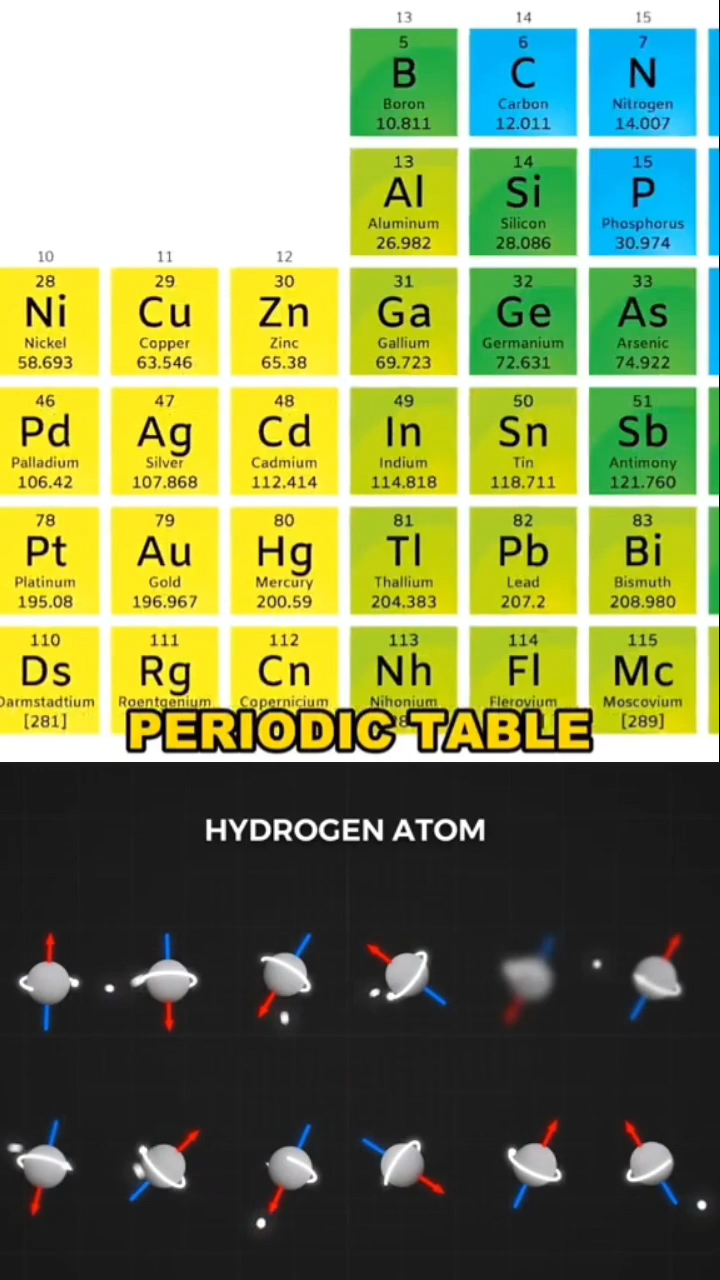 13 14 15
5 6 7
B C N
Boron Carbon Nitrogen
10.811 12.011 14.007
13 14 15
Al Si P
Aluminum Silicon Phosphorus
26.982 28.086 30.974
10 11 12
28 29 30 31 32 33
Ni Cu Zn Ga Ge As
Nickel Copper Zinc Gallium Germanium Arsenic
58.693 63.546 65.38 69.723 72.631 74.922
46 47 48 49 50 51
Pd Ag Cd In Sn Sb
Palladium Silver Cadmium Indium Tin Antimony
106.42 107.868 112.414 114.818 118.711 121.760
78 79 80 81 82 83
Pt Au Hg Tl Pb Bi
Platinum Gold Mercury Thallium Lead Bismuth
195.08 196.967 200.59 204.383 207.2 208.980
110 111 112 113 114 115
Ds Rg Cn Nh Fl Mc
Darmstadtium Roentgenium Copernicium Nihonium Flerovium Moscovium
[281] [289]
PERIODIC TABLE
HYDROGEN ATOM